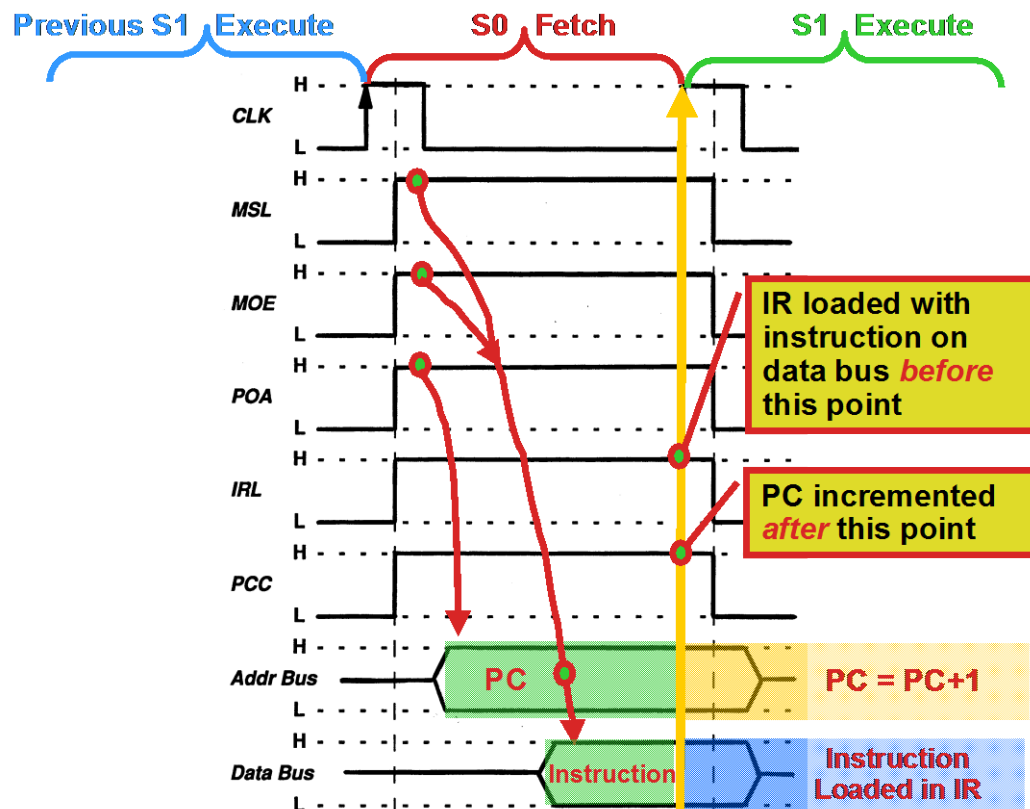 Previous S1 Execute
S0 Fetch
S1 Execute
H
CLK
L
H
MSL
L
H
MOE
L
H
POA
L
H
IRL
L
H
PCC
L
IR loaded with
instruction on
data bus before
this point
PC incremented
after this point
H
Addr Bus
L
PC
PC = PC+1
H
Data Bus
L
Instruction
Instruction
Loaded in IR